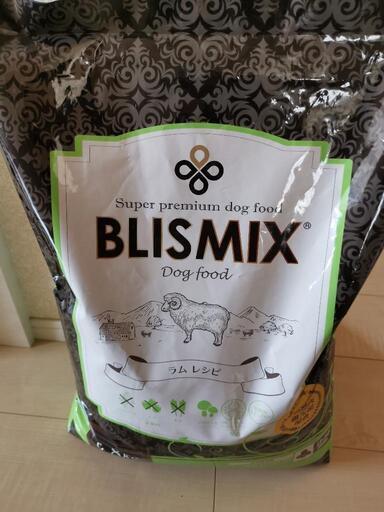 Super premium dog food
BLISMIX®
Dog food
ラム レシピ